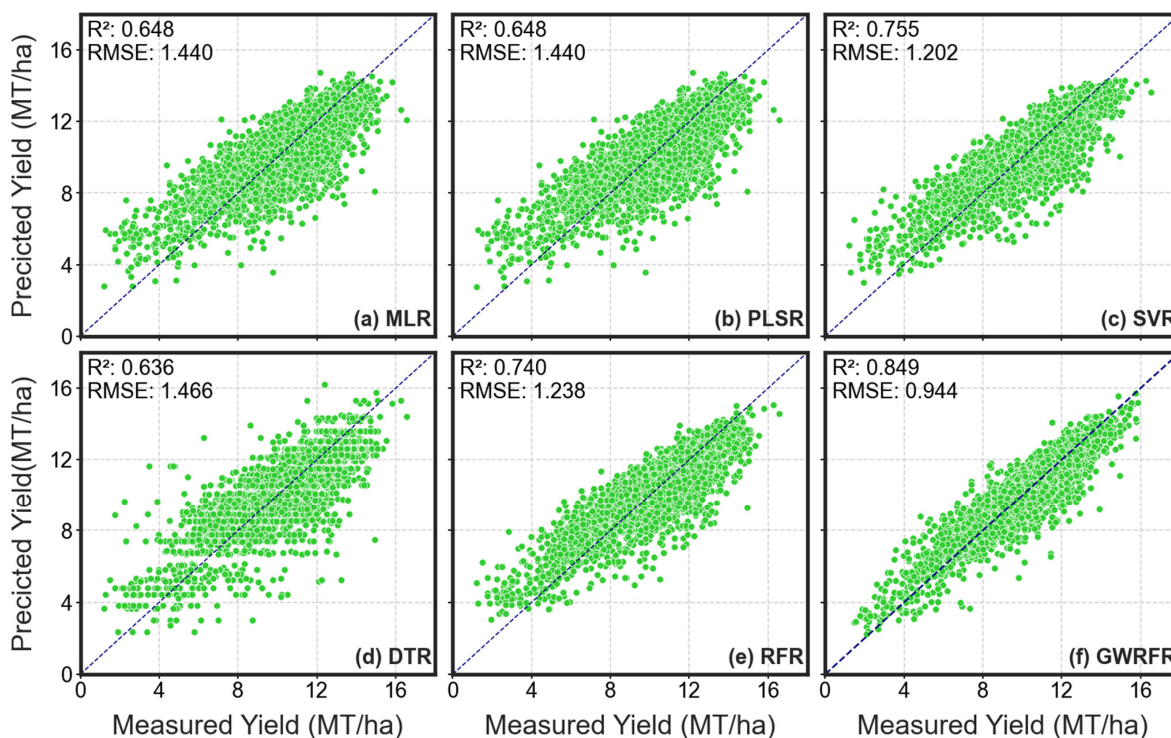 R²: 0.648
RMSE: 1.440
(a) MLR
R²: 0.648
RMSE: 1.440
(b) PLSR
R²: 0.755
RMSE: 1.202
(c) SVR
Precicted Yield (MT/ha)
16
12
8
4
0
R²: 0.636
RMSE: 1.466
(d) DTR
R²: 0.740
RMSE: 1.238
(e) RFR
R²: 0.849
RMSE: 0.944
(f) GWRFR
Precicted Yield(MT/ha)
16
12
8
4
0
0 4 8 12 16
0 4 8 12 16
0 4 8 12 16
Measured Yield (MT/ha)
Measured Yield (MT/ha)
Measured Yield (MT/ha)